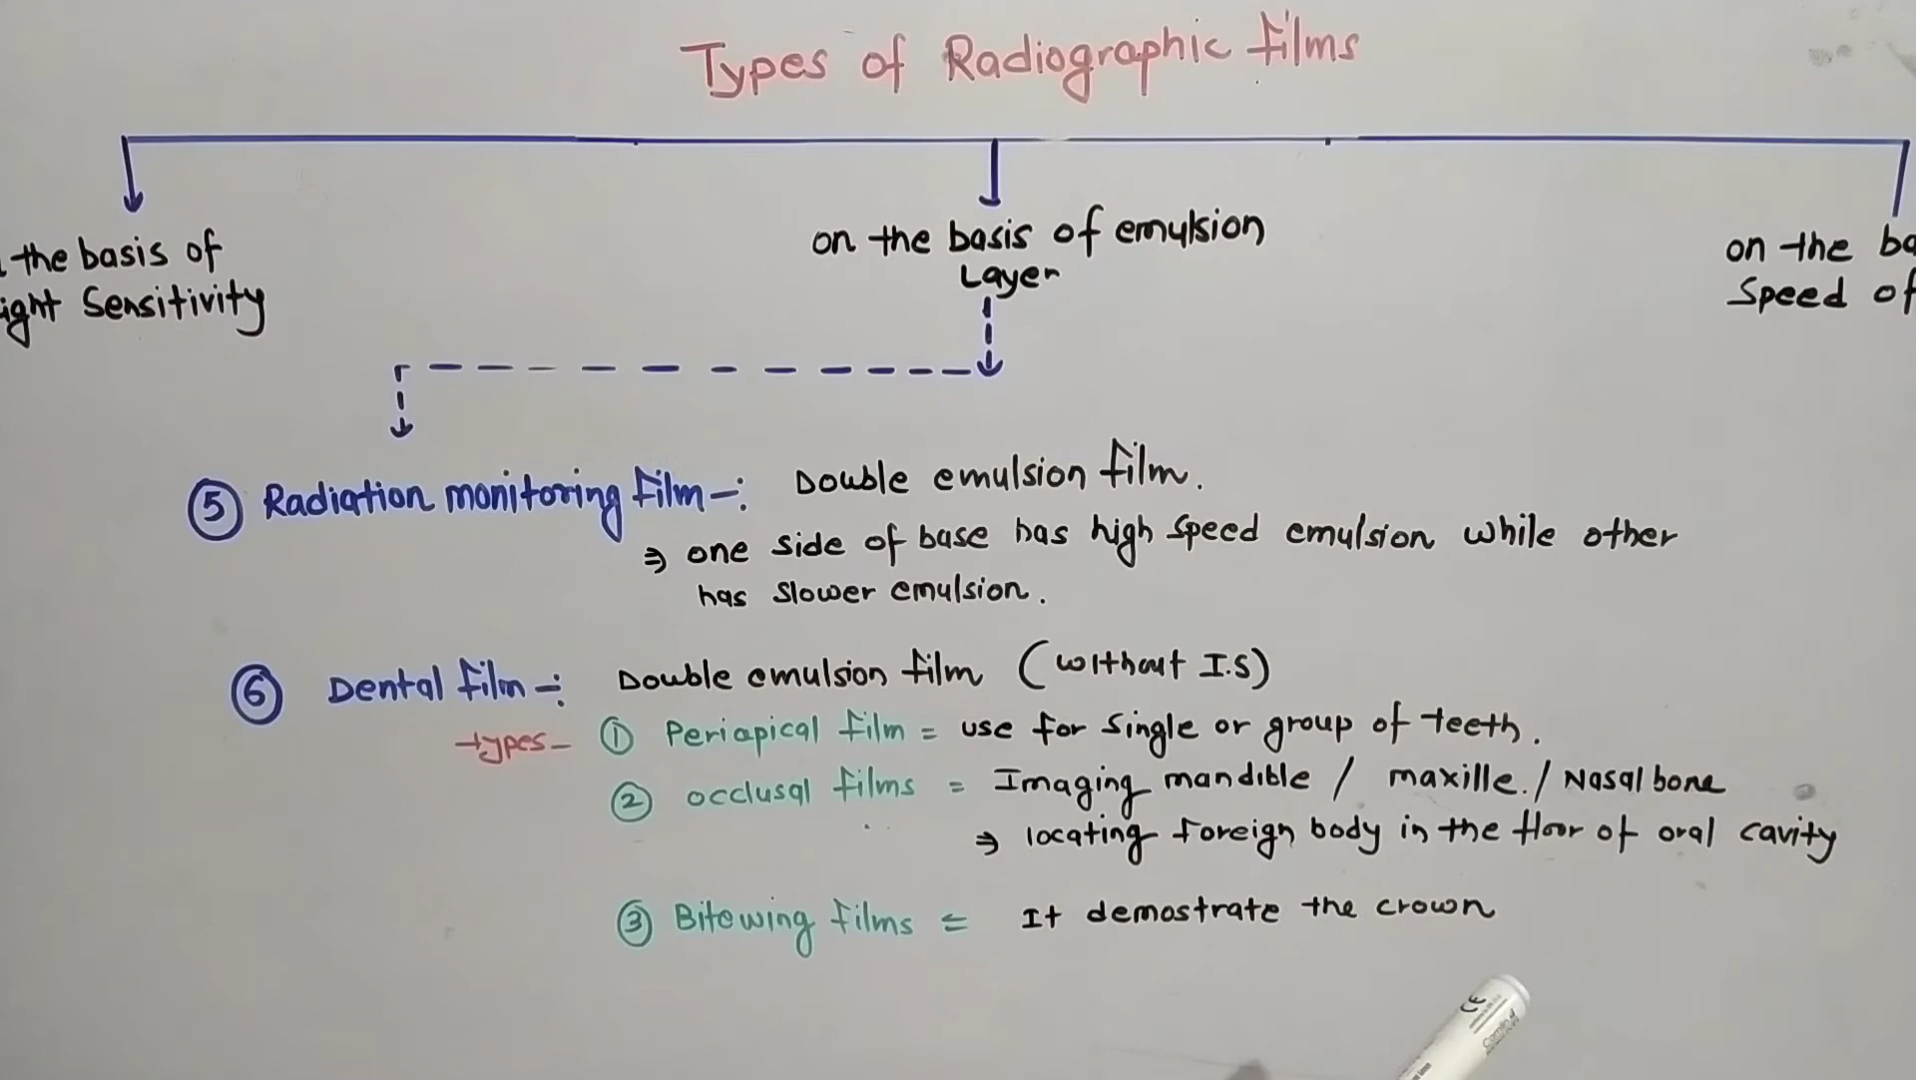 Types of Radiographic films
the basis of
ight Sensitivity
on the basis of emulsion
Layer
on the ba
Speed of
5 Radiation monitoring film -: Double emulsion film.
⇒ one side of base has high speed emulsion while other
has slower emulsion.
6 Dental film -: Double emulsion film (without I.S)
types - 1 Periapical film = use for single or group of teeth.
2 occlusal films = Imaging mandible / maxille. / Nasal bone
⇒ locating foreign body in the floor of oral cavity
3 Bitewing films = It demostrate the crown
CE
Camlin